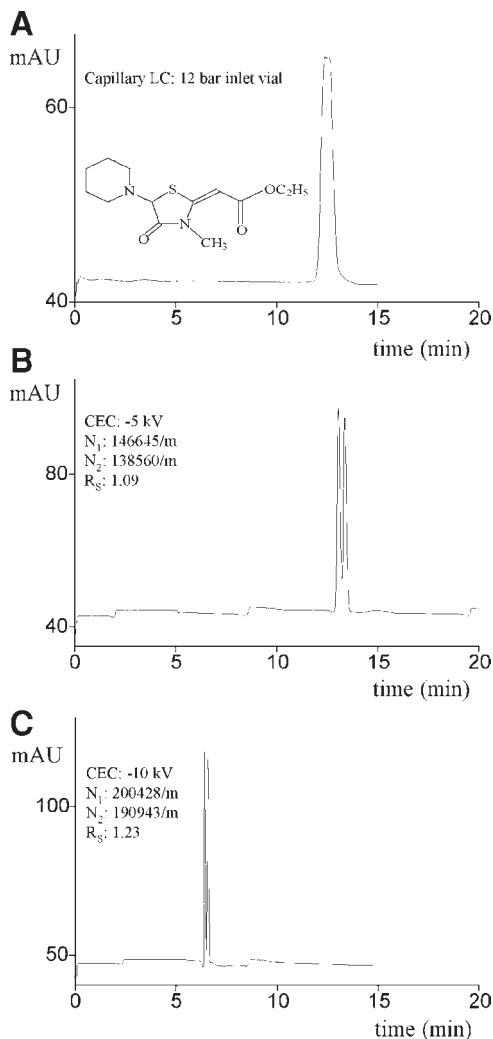 A
mAU
Capillary LC: 12 bar inlet vial
60
N
S
OC₂H₅
O
N
O
CH₃
40
0 5 10 15 20
time (min)
B
mAU
CEC: -5 kV
N₁: 146645/m
N₂: 138560/m
R_S: 1.09
80
40
0 5 10 15 20
time (min)
C
mAU
CEC: -10 kV
N₁: 200428/m
N₂: 190943/m
R_S: 1.23
100
50
0 5 10 15 20
time (min)